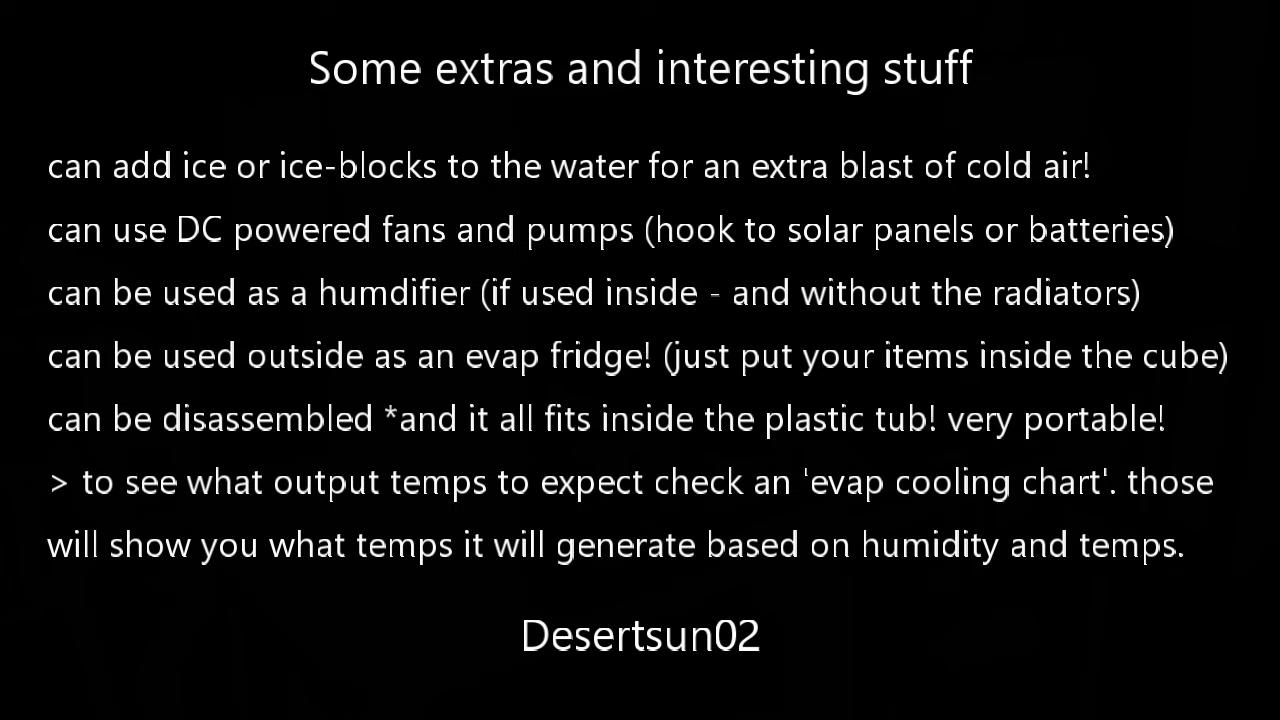 Some extras and interesting stuff
can add ice or ice-blocks to the water for an extra blast of cold air!
can use DC powered fans and pumps (hook to solar panels or batteries)
can be used as a humdifier (if used inside - and without the radiators)
can be used outside as an evap fridge! (just put your items inside the cube)
can be disassembled *and it all fits inside the plastic tub! very portable!
> to see what output temps to expect check an 'evap cooling chart'. those
will show you what temps it will generate based on humidity and temps.
Desertsun02